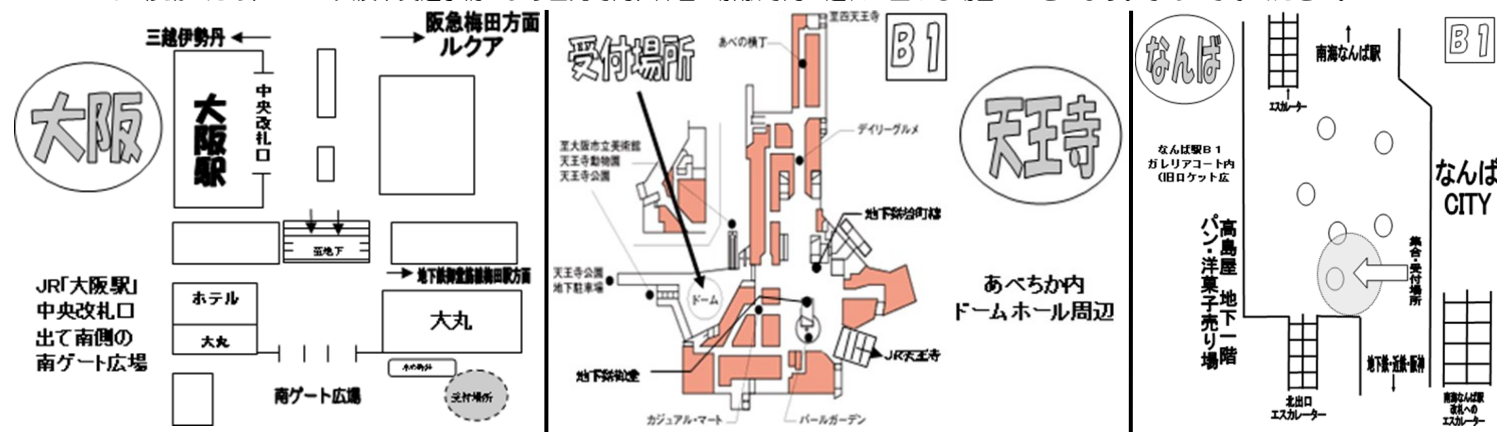 三越伊勢丹
阪急梅田方面
ルクア
大阪
大阪駅
中央改札口
至地下
地下鉄御堂筋線梅田駅方面
JR「大阪駅」
中央改札口
出て南側の
南ゲート広場
ホテル
大丸
大丸
水の時計
南ゲート広場
受付場所
受付場所
B1
至四天王寺
あべの横丁
天王寺
デイリーグルメ
至大阪市立美術館
天王寺動物園
天王寺公園
天王寺公園
地下駐車場
ドーム
あべちか内
ドームホール周辺
JR天王寺
カジュアル・マート
パールガーデン
なんば
B1
南海なんば駅
エスカレーター
なんば駅B1
ガレリアコート内
(旧ロケット広
なんば
CITY
高島屋 地下一階
パン・洋菓子売り場
集合・受付場所
地下鉄・近鉄・阪神
北出口
エスカレーター
南海なんば駅
改札への
エスカレーター